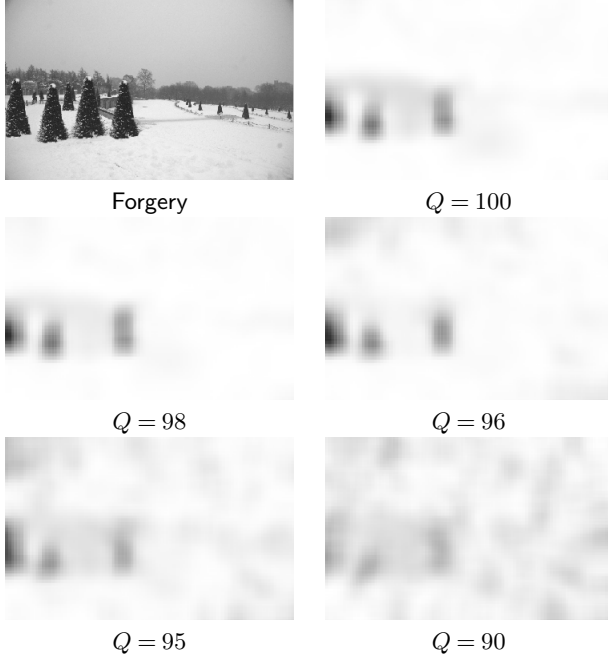 Forgery
Q = 100
Q = 98
Q = 96
Q = 95
Q = 90